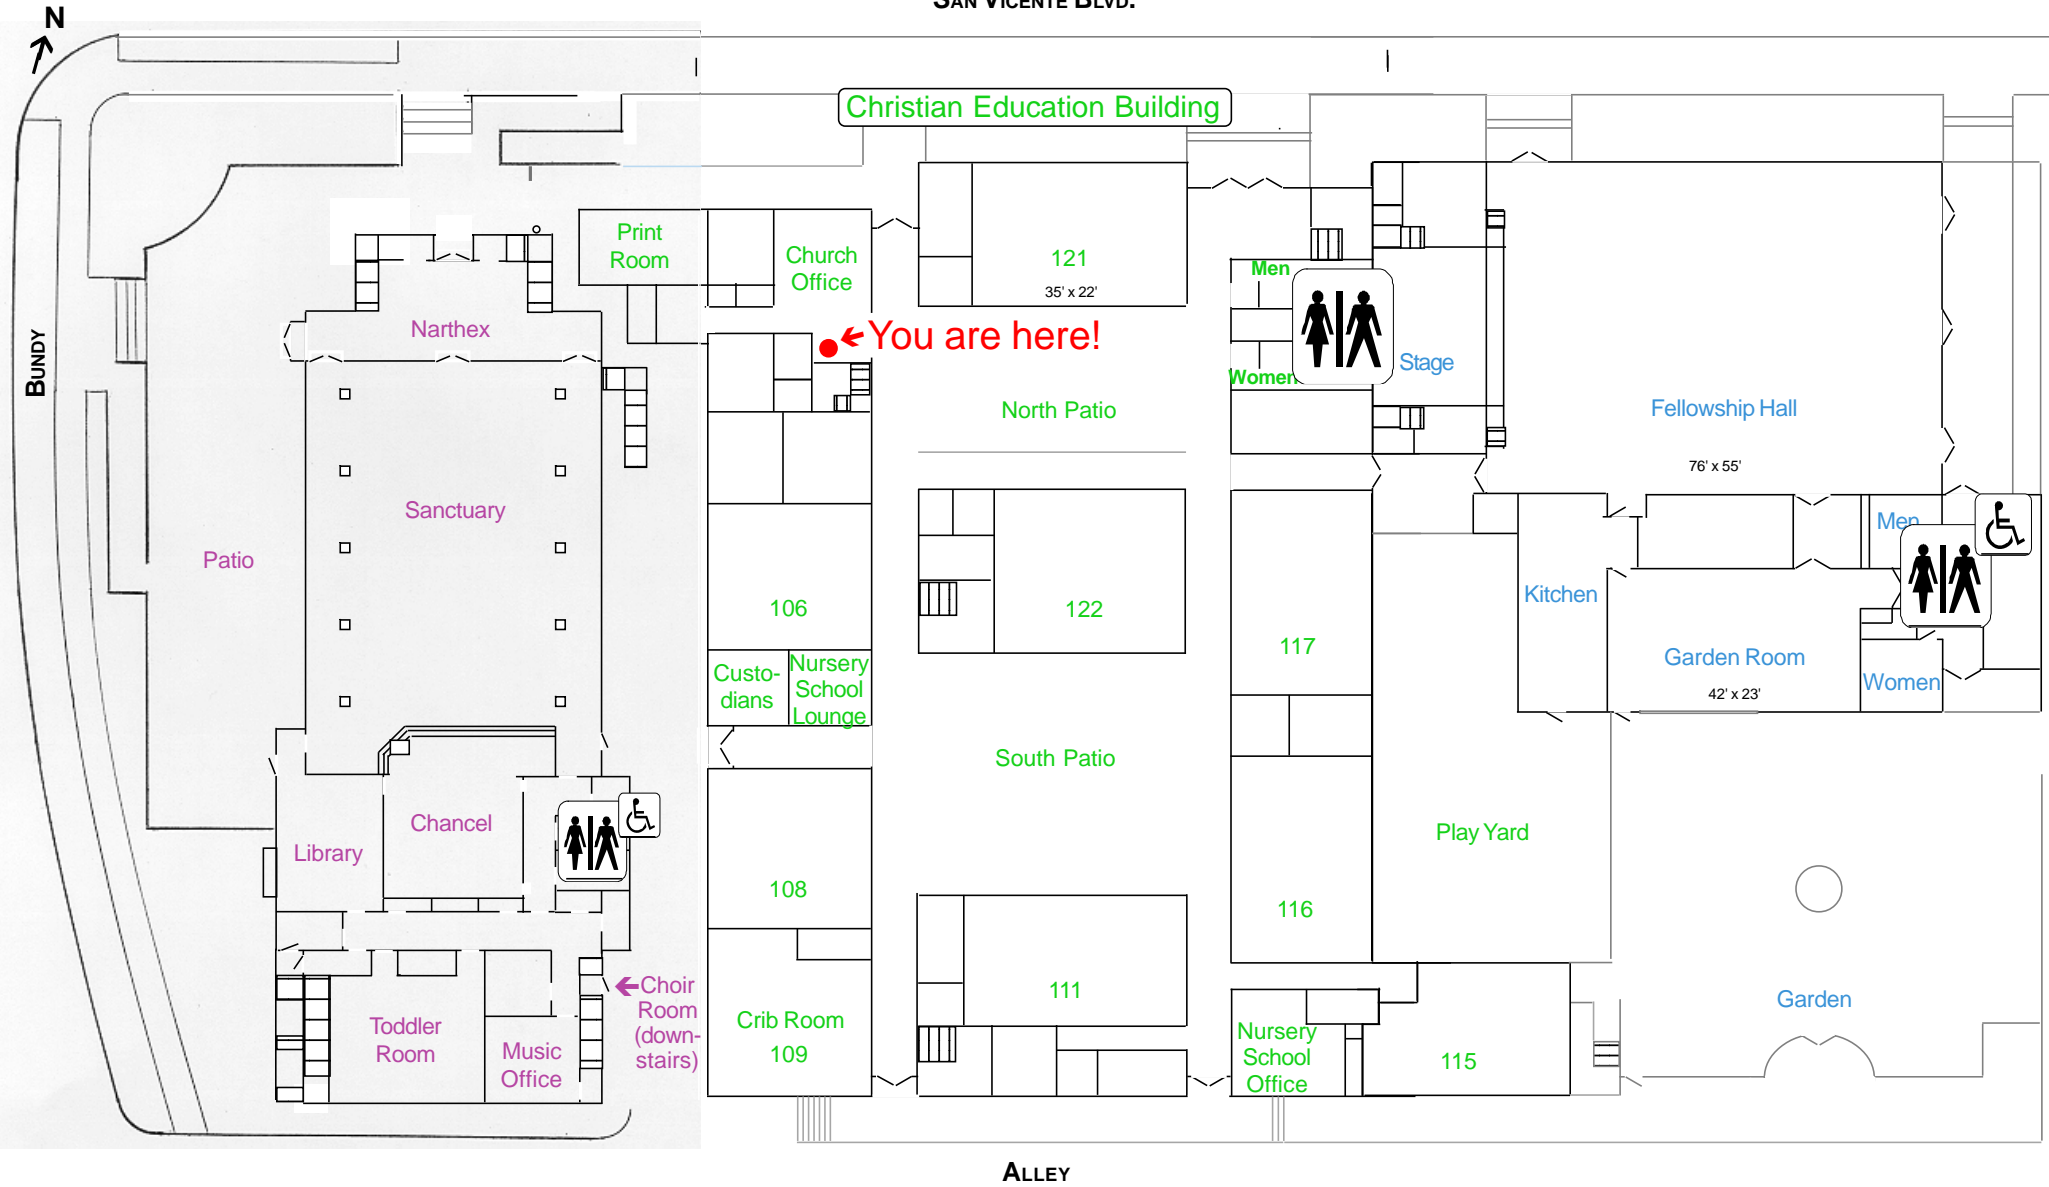 SAN VICENTE BLVD.
N
Christian Education Building
Print
Room
Church
Office
121
35' x 22'
Men
Narthex
You are here!
BUNDY
Stage
Women
North Patio
Fellowship Hall
76' x 55'
Sanctuary
Men
Patio
106
122
Kitchen
117
Garden Room
42' x 23'
Women
Custo-
dians
Nursery
School
Lounge
South Patio
Chancel
Library
Play Yard
108
116
Choir
Room
(down-
stairs)
111
Garden
Toddler
Room
Music
Office
Crib Room
109
Nursery
School
Office
115
ALLEY